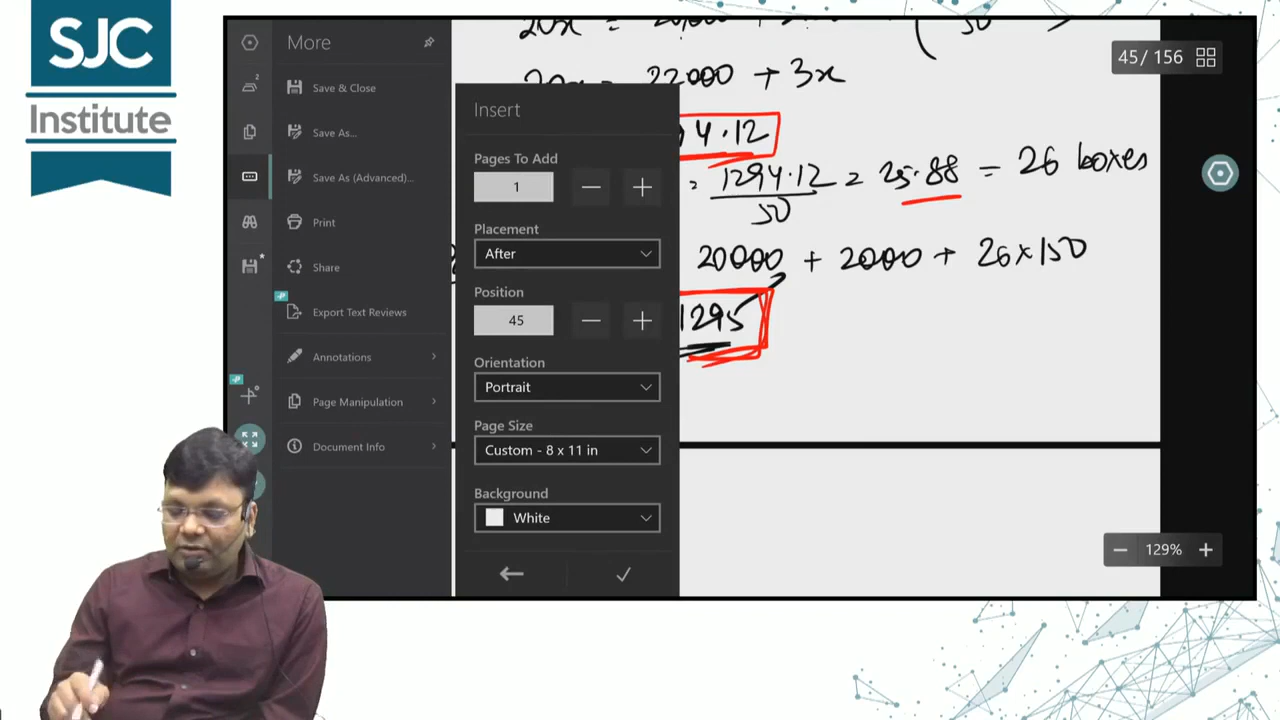 SJC
Institute
More
Save & Close
Save As...
Save As (Advanced)...
Print
Share
Export Text Reviews
Annotations
Page Manipulation
Document Info
Insert
Pages To Add
1
Placement
After
Position
45
Orientation
Portrait
Page Size
Custom - 8 x 11 in
Background
White
45 / 156
22000 + 3x
4.12
= 1294.12 / 50 = 25.88 = 26 boxes
20000 + 2000 + 26×150
1295
129%